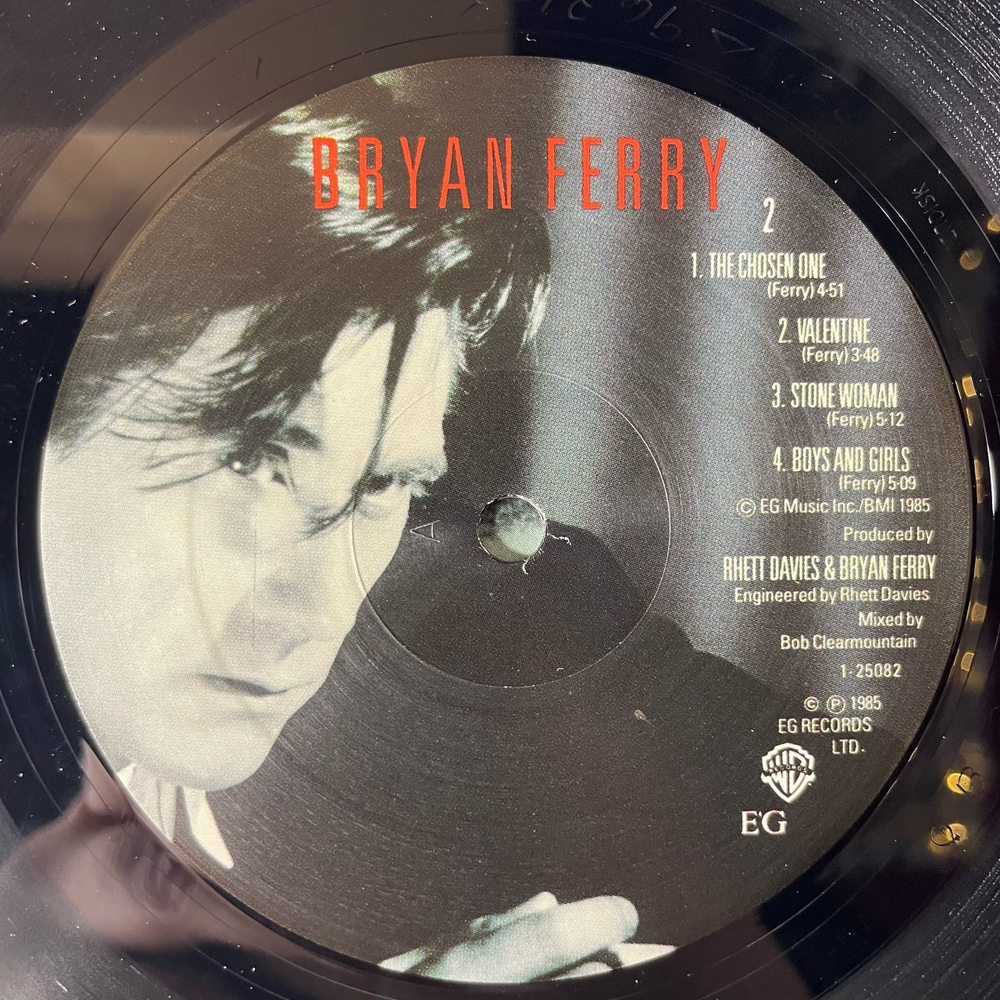 BRYAN FERRY
2
1. THE CHOSEN ONE
(Ferry) 4-51
2. VALENTINE
(Ferry) 3-48
3. STONE WOMAN
(Ferry) 5-12
4. BOYS AND GIRLS
(Ferry) 5-09
© EG Music Inc./BMI 1985
Produced by
RHETT DAVIES & BRYAN FERRY
Engineered by Rhett Davies
Mixed by
Bob Clearmountain
1-25082
© ℗ 1985
EG RECORDS
LTD.
RECORDS
E'G
A